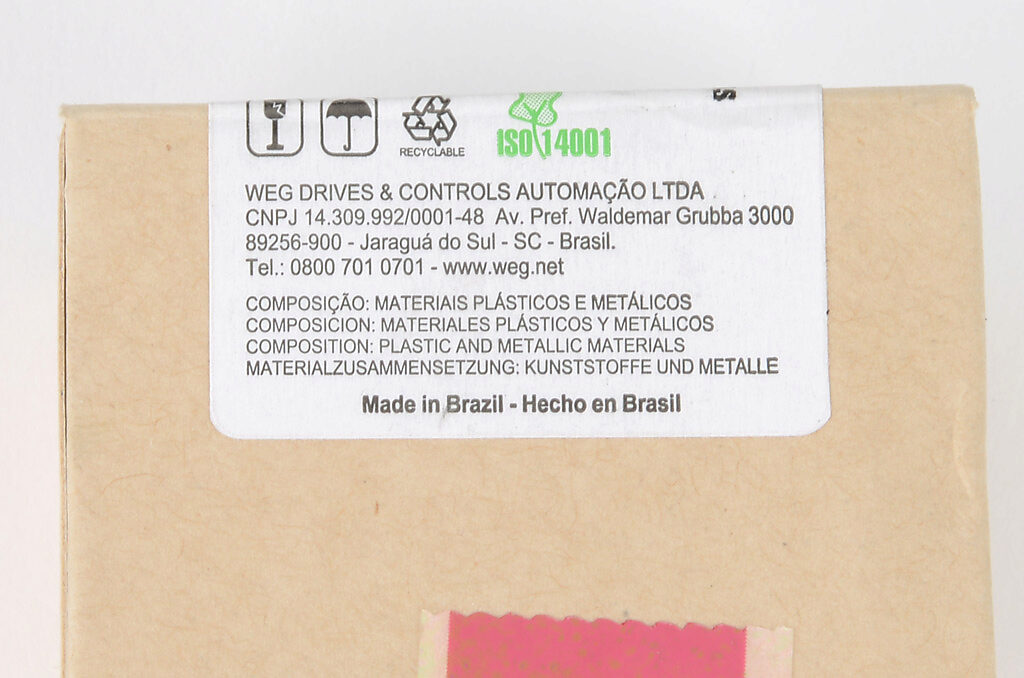 S
RECYCLABLE
ISO 14001
WEG DRIVES & CONTROLS AUTOMAÇÃO LTDA
CNPJ 14.309.992/0001-48 Av. Pref. Waldemar Grubba 3000
89256-900 - Jaraguá do Sul - SC - Brasil.
Tel.: 0800 701 0701 - www.weg.net
COMPOSIÇÃO: MATERIAIS PLÁSTICOS E METÁLICOS
COMPOSICION: MATERIALES PLÁSTICOS Y METÁLICOS
COMPOSITION: PLASTIC AND METALLIC MATERIALS
MATERIALZUSAMMENSETZUNG: KUNSTSTOFFE UND METALLE
Made in Brazil - Hecho en Brasil